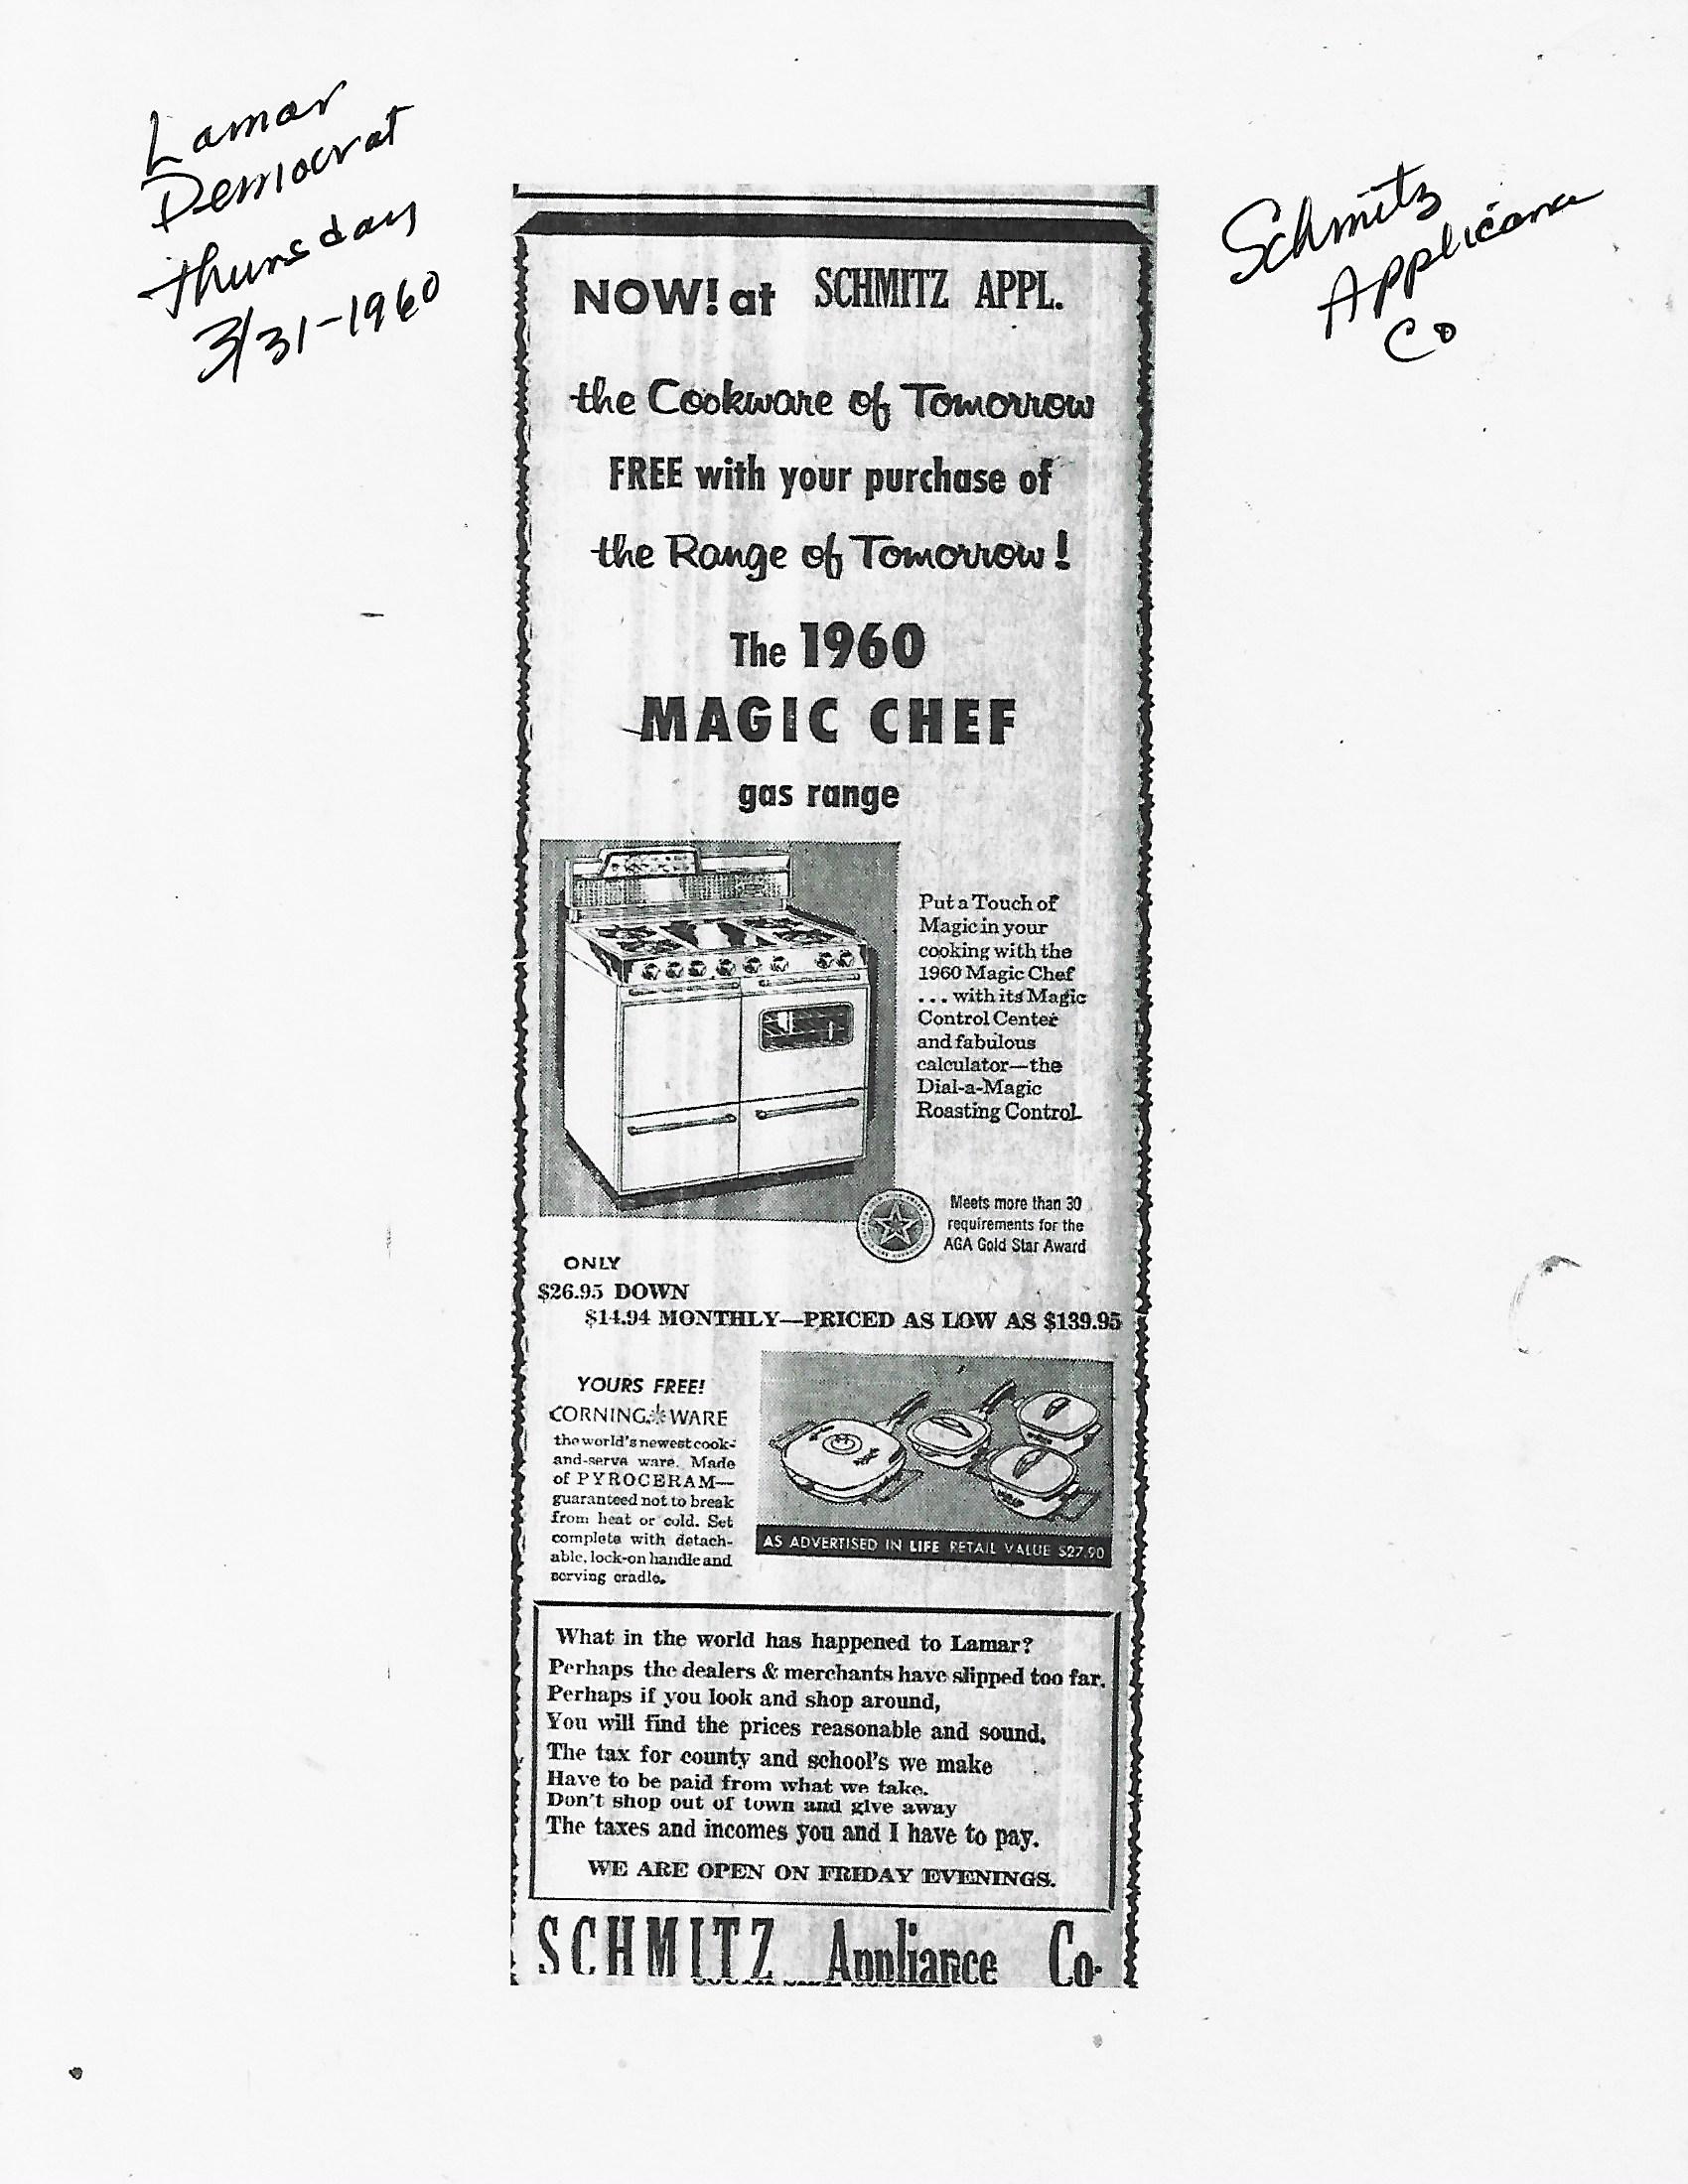 Lamar
Democrat
thursday
3/31-1960
Schmitz
Appliance
Co
NOW! at SCHMITZ APPL.
the Cookware of Tomorrow
FREE with your purchase of
the Range of Tomorrow!
The 1960
MAGIC CHEF
gas range
Put a Touch of
Magic in your
cooking with the
1960 Magic Chef
... with its Magic
Control Center
and fabulous
calculator—the
Dial-a-Magic
Roasting Control
Meets more than 30
requirements for the
AGA Gold Star Award
ONLY
$26.95 DOWN
$14.94 MONTHLY—PRICED AS LOW AS $139.95
YOURS FREE!
CORNING WARE
the world's newest cook-
and-serve ware. Made
of PYROCERAM—
guaranteed not to break
from heat or cold. Set
complete with detach-
able, lock-on handle and
serving cradle.
AS ADVERTISED IN LIFE RETAIL VALUE $27.90
What in the world has happened to Lamar?
Perhaps the dealers & merchants have slipped too far.
Perhaps if you look and shop around,
You will find the prices reasonable and sound.
The tax for county and school's we make
Have to be paid from what we take.
Don't shop out of town and give away
The taxes and incomes you and I have to pay.
WE ARE OPEN ON FRIDAY EVENINGS.
SCHMITZ Appliance Co.